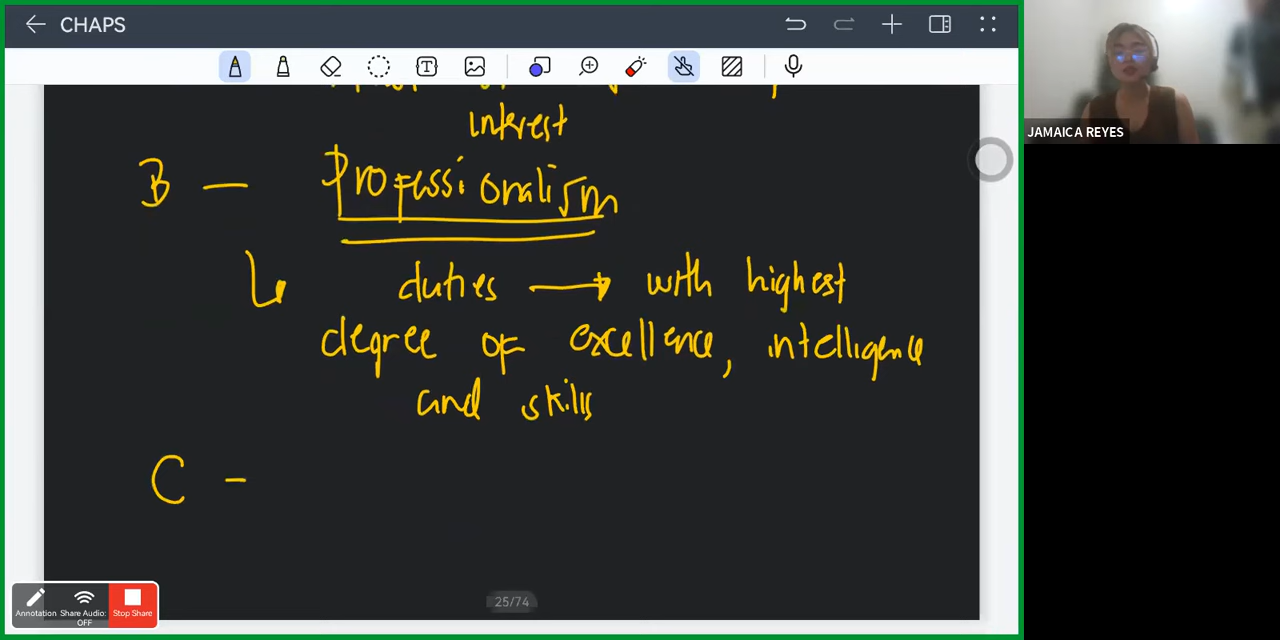 CHAPS
JAMAICA REYES
interest
B — Professionalism
duties → with highest
degree of excellence, intelligence
and skills
C -
Annotation
Share Audio: OFF
Stop Share
25/74